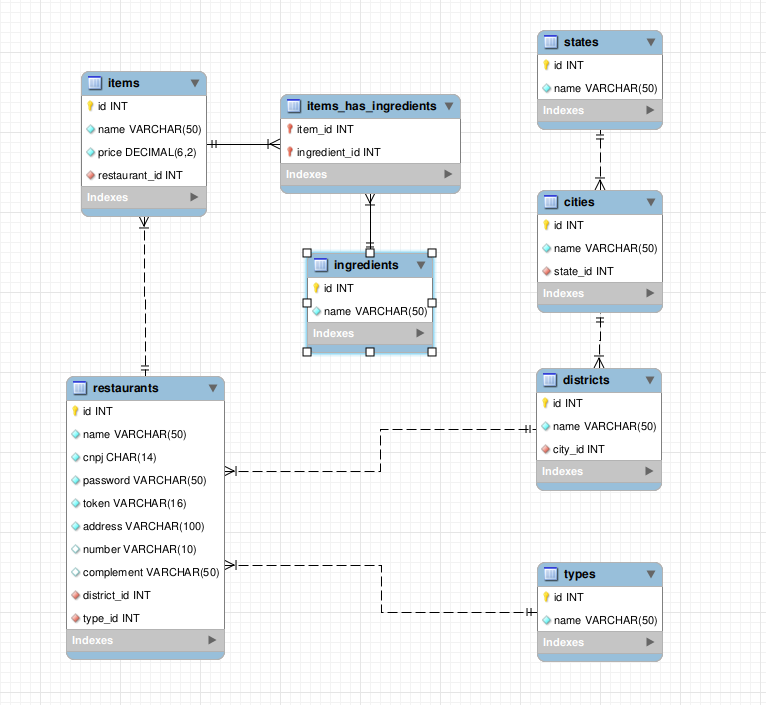 items
id INT
name VARCHAR(50)
price DECIMAL(6,2)
restaurant_id INT
Indexes
items_has_ingredients
item_id INT
ingredient_id INT
Indexes
states
id INT
name VARCHAR(50)
Indexes
cities
id INT
name VARCHAR(50)
state_id INT
Indexes
ingredients
id INT
name VARCHAR(50)
Indexes
restaurants
id INT
name VARCHAR(50)
cnpj CHAR(14)
password VARCHAR(50)
token VARCHAR(16)
address VARCHAR(100)
number VARCHAR(10)
complement VARCHAR(50)
district_id INT
type_id INT
Indexes
districts
id INT
name VARCHAR(50)
city_id INT
Indexes
types
id INT
name VARCHAR(50)
Indexes